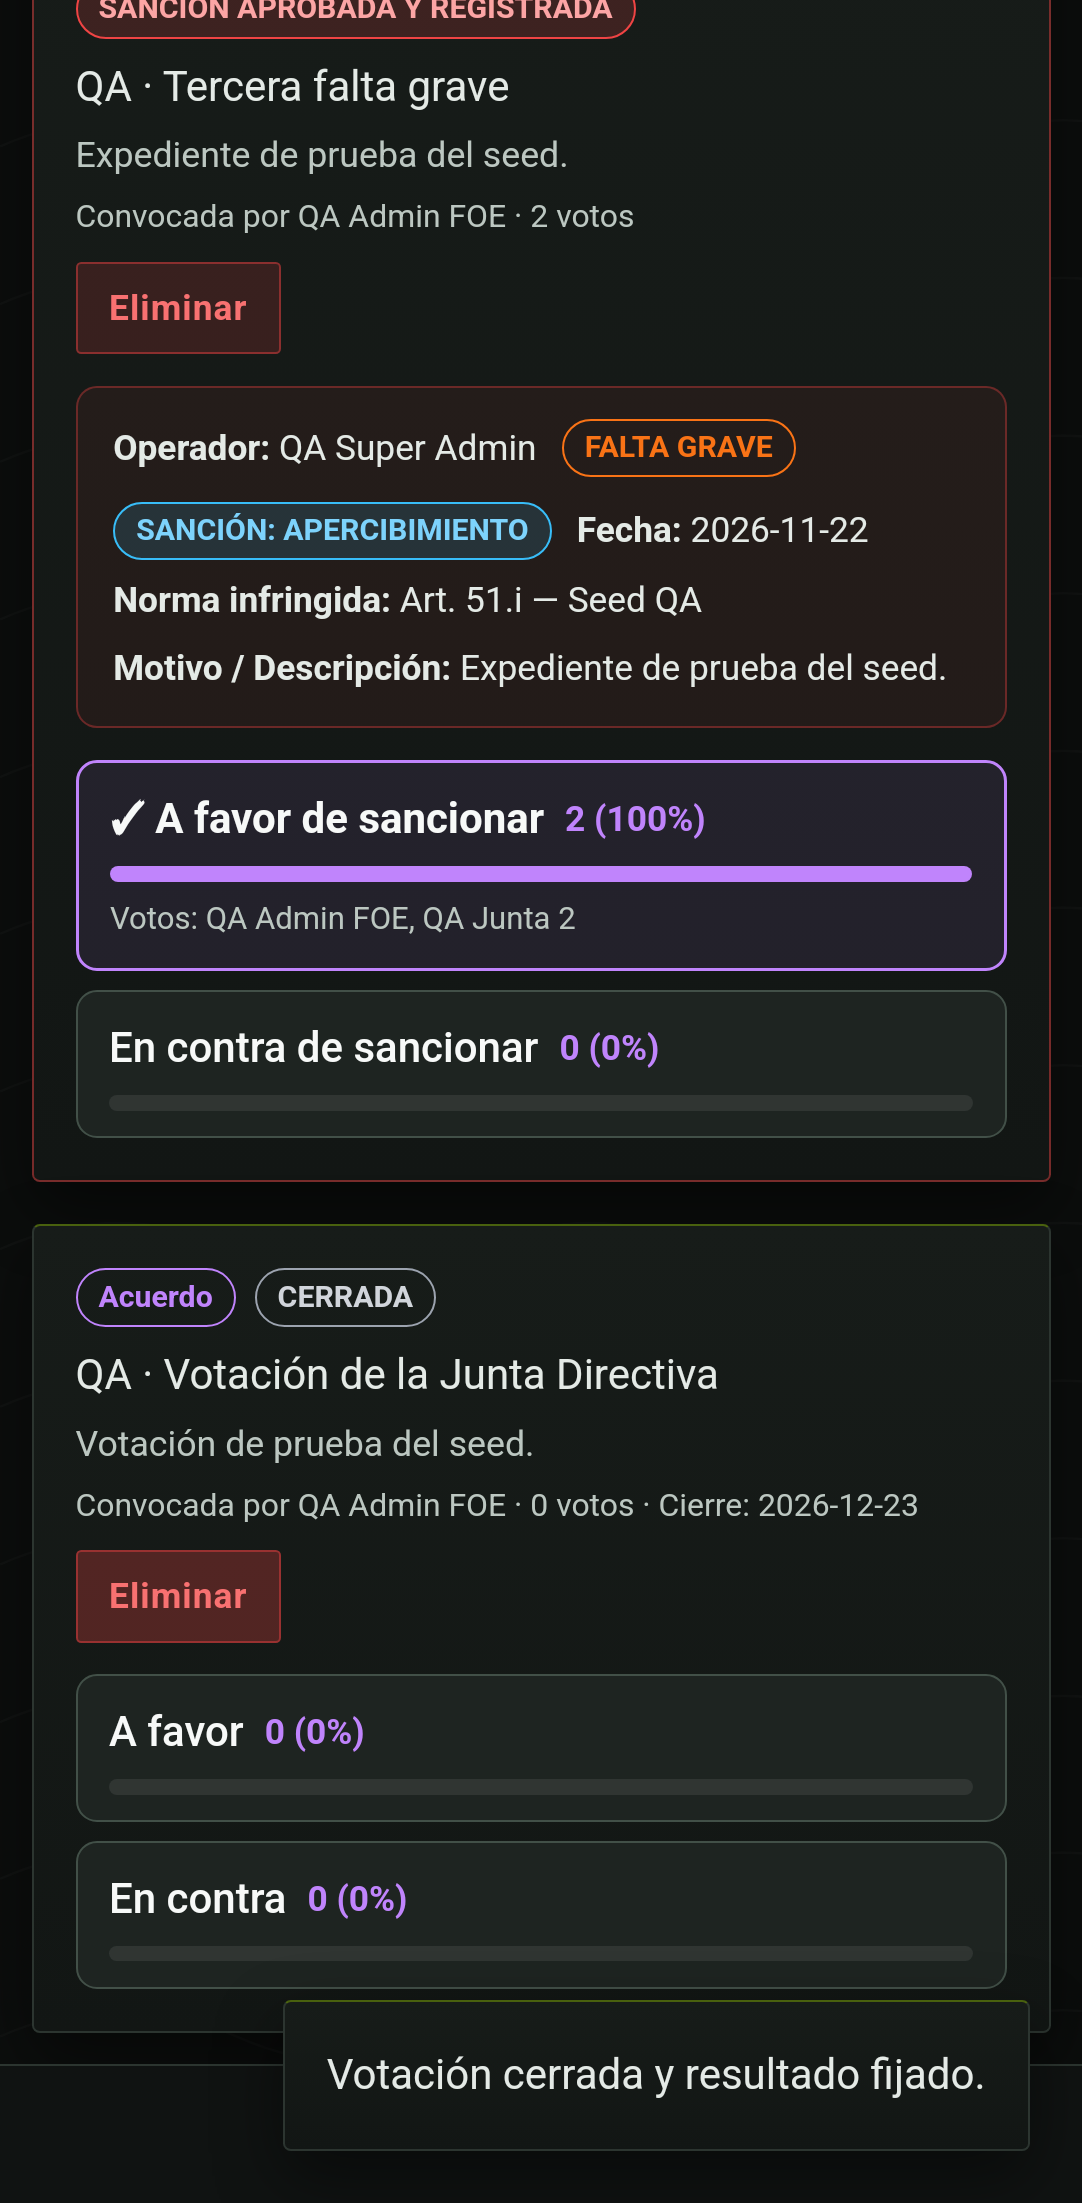 SANCIÓN APROBADA Y REGISTRADA
QA · Tercera falta grave
Expediente de prueba del seed.
Convocada por QA Admin FOE · 2 votos
Eliminar
Operador: QA Super Admin FALTA GRAVE
SANCIÓN: APERCIBIMIENTO Fecha: 2026-11-22
Norma infringida: Art. 51.i — Seed QA
Motivo / Descripción: Expediente de prueba del seed.
✓ A favor de sancionar 2 (100%)
Votos: QA Admin FOE, QA Junta 2
En contra de sancionar 0 (0%)
Acuerdo CERRADA
QA · Votación de la Junta Directiva
Votación de prueba del seed.
Convocada por QA Admin FOE · 0 votos · Cierre: 2026-12-23
Eliminar
A favor 0 (0%)
En contra 0 (0%)
Votación cerrada y resultado fijado.